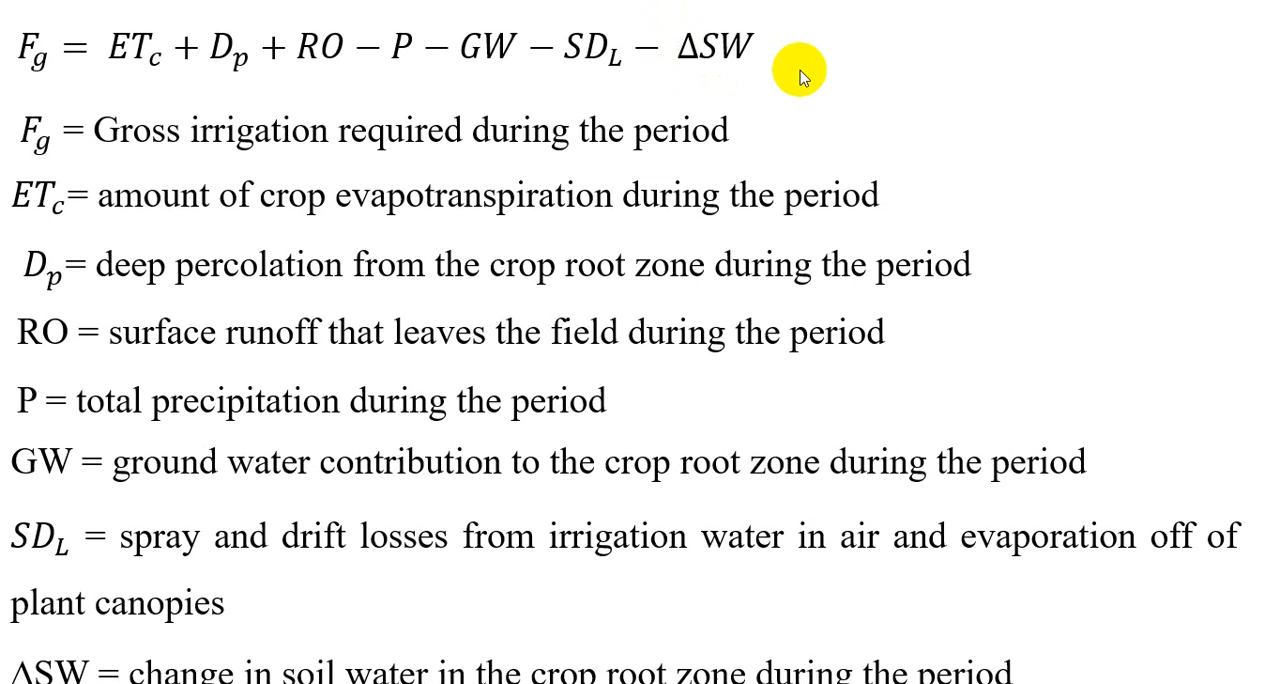 F_g = ET_c + D_p + RO − P − GW − SD_L − ΔSW
F_g = Gross irrigation required during the period
ET_c= amount of crop evapotranspiration during the period
D_p= deep percolation from the crop root zone during the period
RO = surface runoff that leaves the field during the period
P = total precipitation during the period
GW = ground water contribution to the crop root zone during the period
SD_L = spray and drift losses from irrigation water in air and evaporation off of
plant canopies
ΔSW = change in soil water in the crop root zone during the period